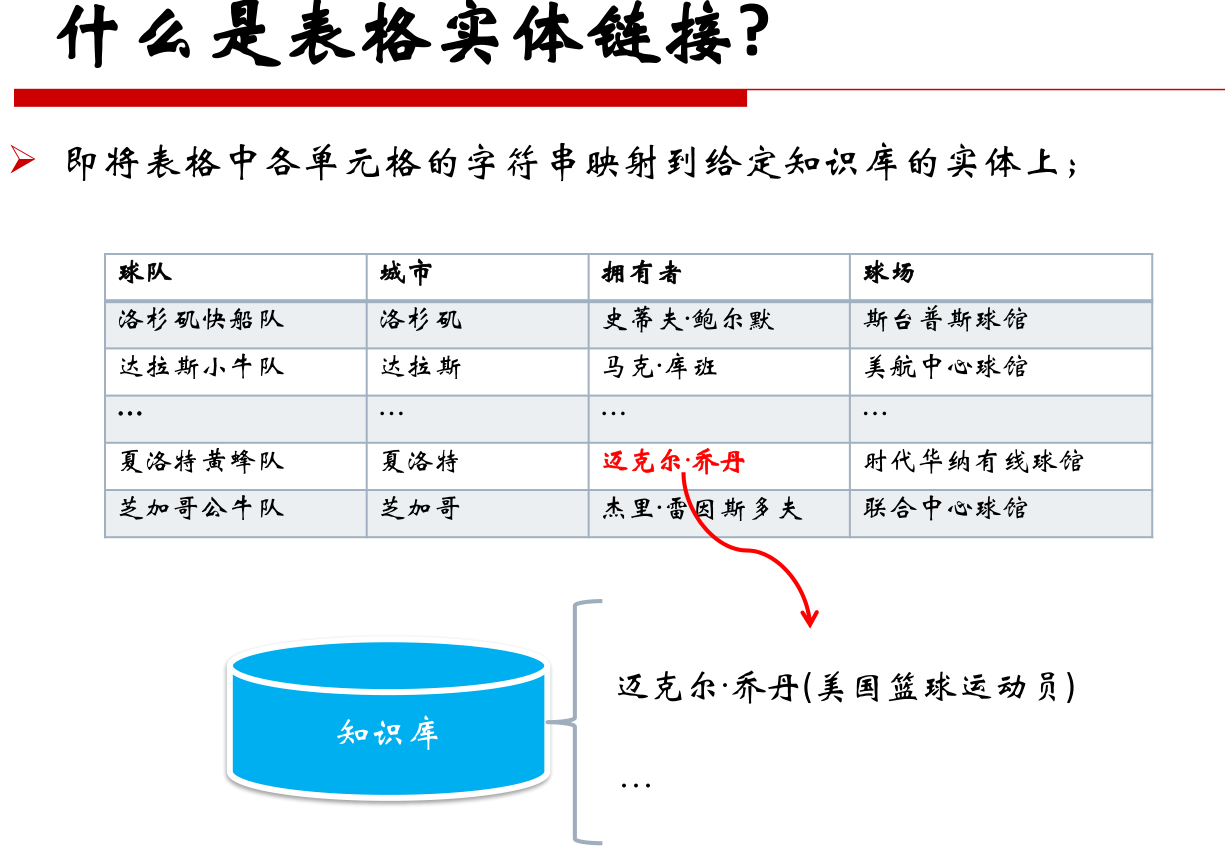 什么是表格实体链接?
即将表格中各单元格的字符串映射到给定知识库的实体上；
球队 城市 拥有者 球场
洛杉矶快船队 洛杉矶 史蒂夫·鲍尔默 斯台普斯球馆
达拉斯小牛队 达拉斯 马克·库班 美航中心球馆
… … … …
夏洛特黄蜂队 夏洛特 迈克尔·乔丹 时代华纳有线球馆
芝加哥公牛队 芝加哥 杰里·雷因斯多夫 联合中心球馆
迈克尔·乔丹(美国篮球运动员)
知识库
…